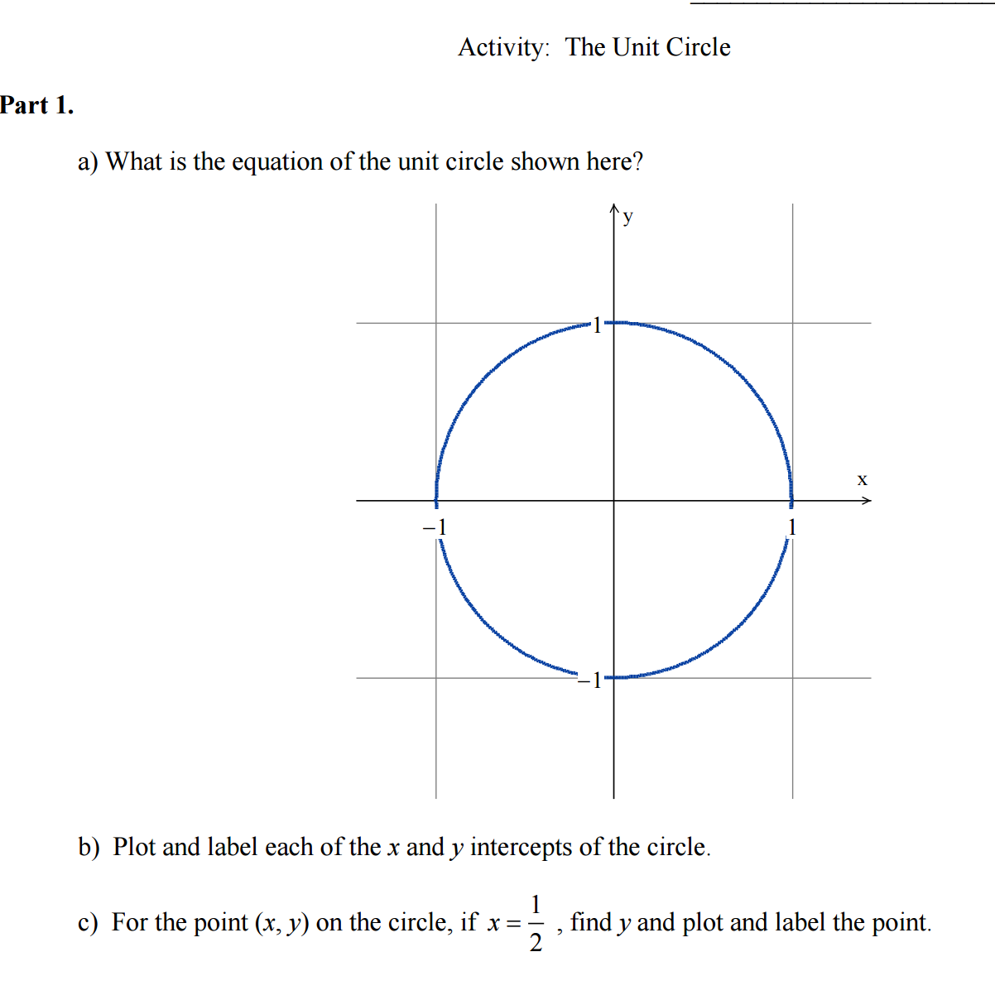 Activity:  The Unit Circle
Part 1.
a) What is the equation of the unit circle shown here?
y
1
x
−1
1
−1
b)  Plot and label each of the x and y intercepts of the circle.
c)  For the point (x, y) on the circle, if x = 1/2 , find y and plot and label the point.